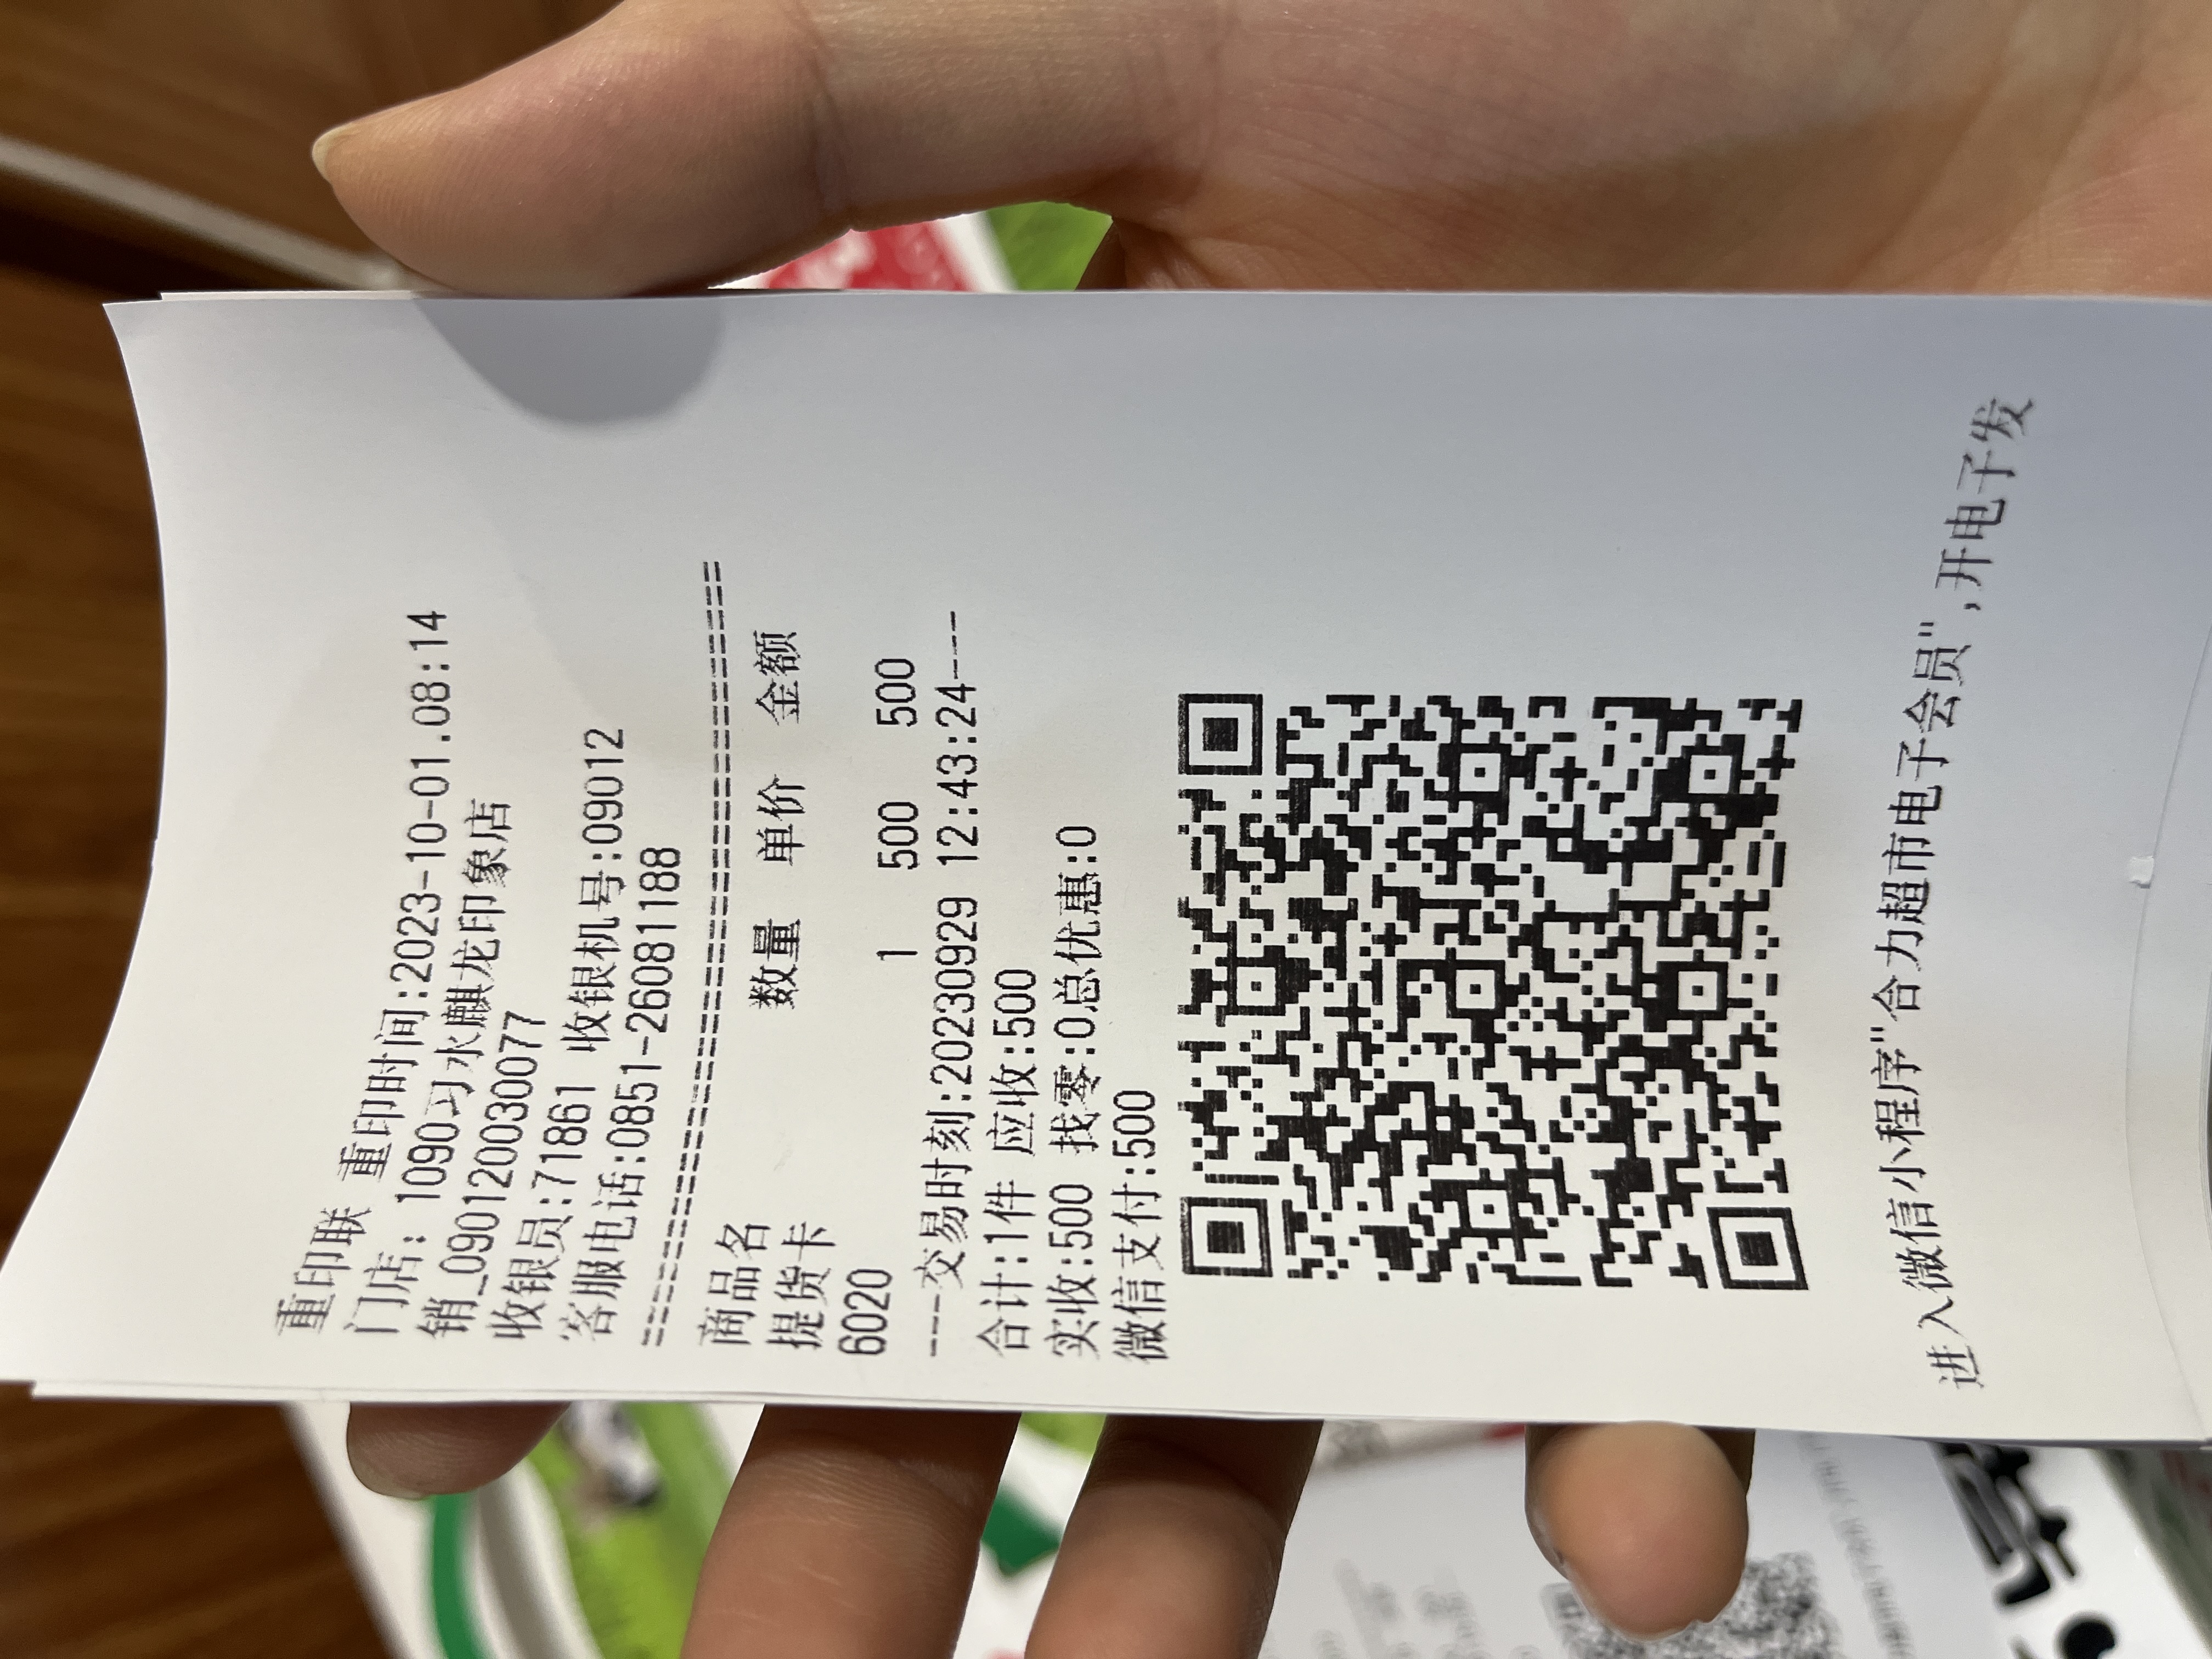 重印联 重印时间:2023-10-01.08:14
门店: 1090习水麒龙印象店
销_090120030077
收银员:71861 收银机号:09012
客服电话:0851-26081188
================================
商品名 数量 单价 金额
提货卡
6020 1 500 500
---交易时刻:20230929 12:43:24---
合计:1件 应收:500
实收:500 找零:0总优惠:0
微信支付:500
进入微信小程序"合力超市电子会员",开电子发